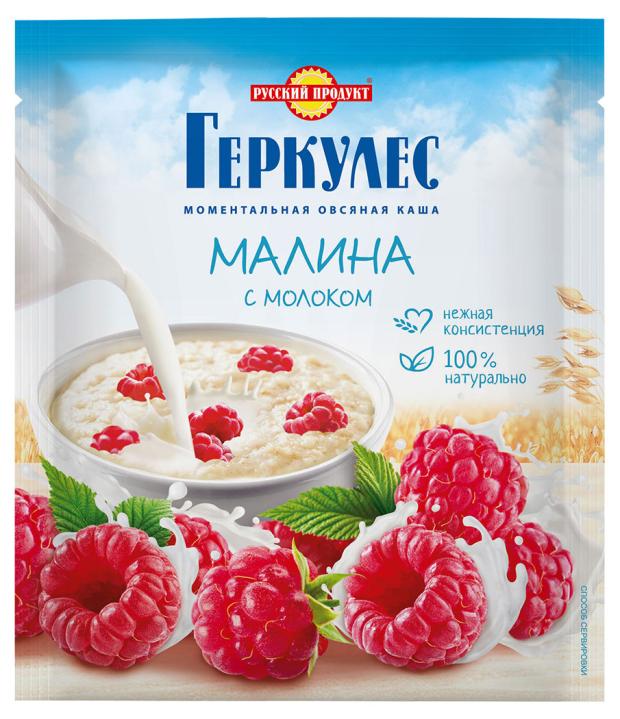 РУССКИЙ ПРОДУКТ®
ГЕРКУЛЕС
МОМЕНТАЛЬНАЯ ОВСЯНАЯ КАША
МАЛИНА
С МОЛОКОМ
НЕЖНАЯ
КОНСИСТЕНЦИЯ
100%
НАТУРАЛЬНО
СПОСОБ СЕРВИРОВКИ